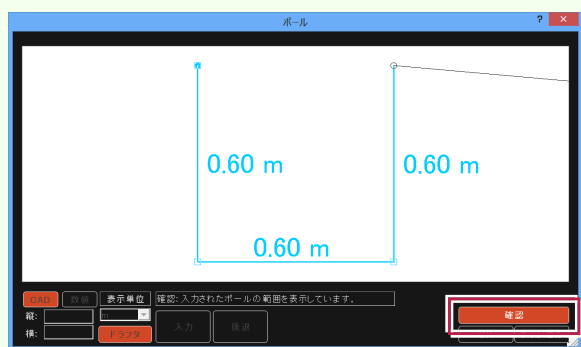 ポール
?
×
0.60 m
0.60 m
0.60 m
CAD 数値 表示単位 確認:入力されたポールの範囲を表示しています。
縦: m 入力 後退 確認
横: ドラフタ